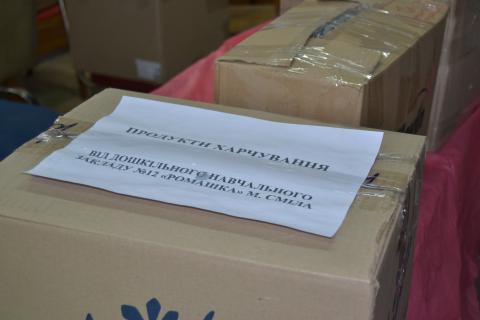 ПРОДУКТИ ХАРЧУВАННЯ
ВІД ДОШКІЛЬНОГО НАВЧАЛЬНОГО
ЗАКЛАДУ №12 «РОМАШКА» М. СМІЛА